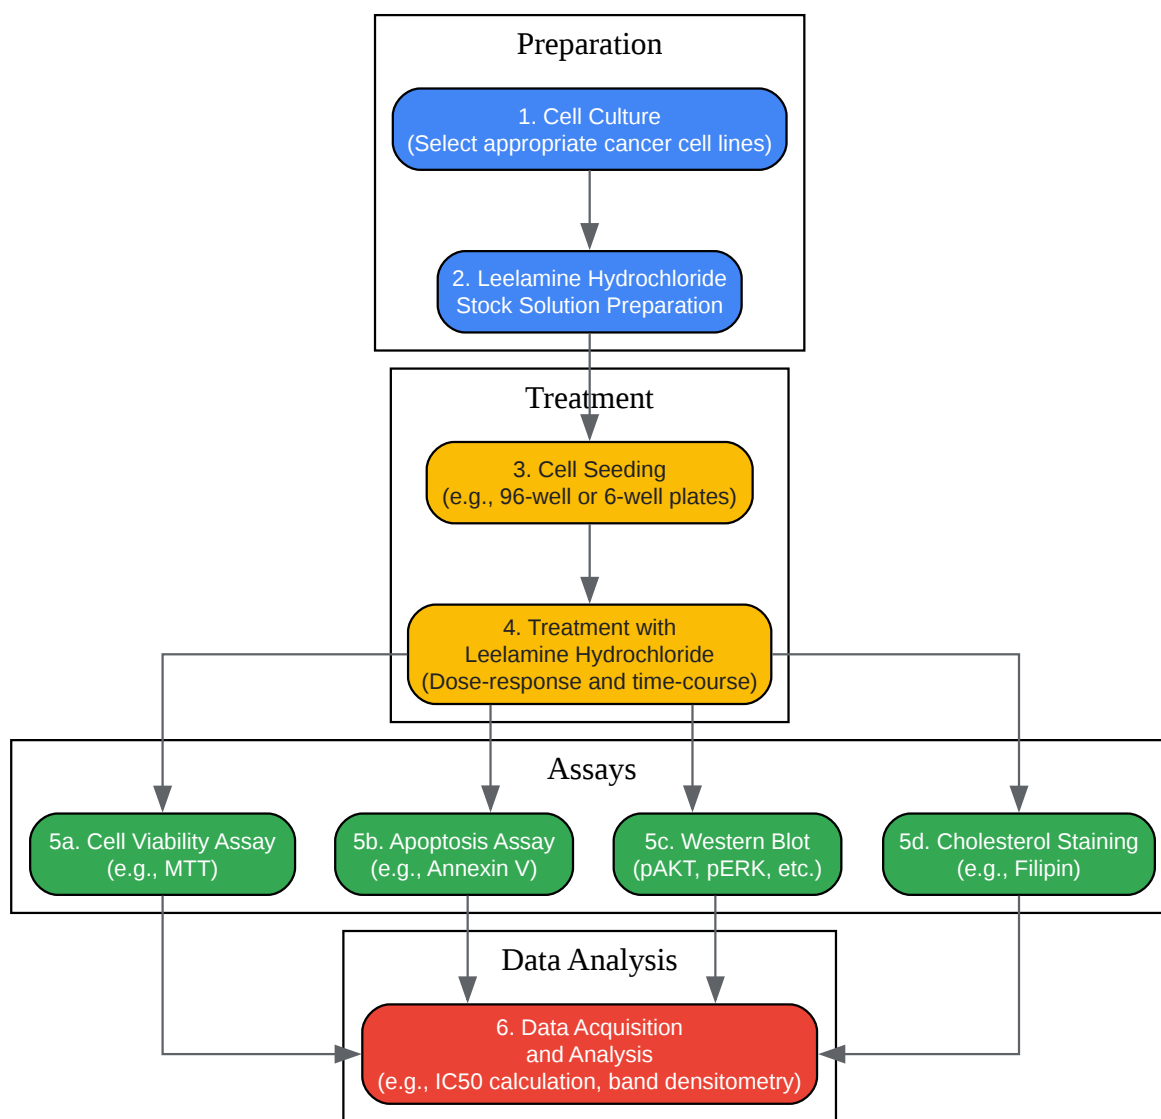 Preparation
1. Cell Culture
(Select appropriate cancer cell lines)
2. Leelamine Hydrochloride
Stock Solution Preparation
Treatment
3. Cell Seeding
(e.g., 96-well or 6-well plates)
4. Treatment with
Leelamine Hydrochloride
(Dose-response and time-course)
Assays
5a. Cell Viability Assay
(e.g., MTT)
5b. Apoptosis Assay
(e.g., Annexin V)
5c. Western Blot
(pAKT, pERK, etc.)
5d. Cholesterol Staining
(e.g., Filipin)
Data Analysis
6. Data Acquisition
and Analysis
(e.g., IC50 calculation, band densitometry)